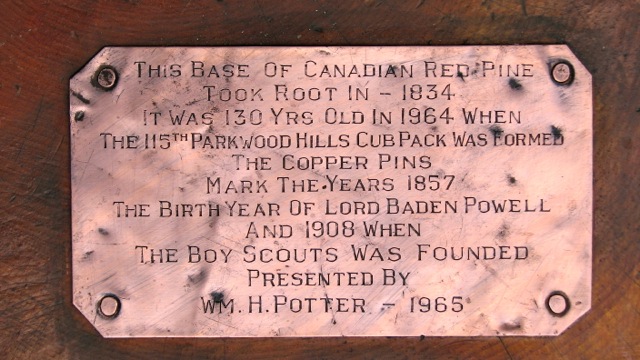 This Base Of Canadian Red Pine
Took Root In - 1834
It Was 130 Yrs Old In 1964 When
The 115th Parkwood Hills Cub Pack Was Formed
The Copper Pins
Mark The Years 1857
The Birth Year Of Lord Baden Powell
And 1908 When
The Boy Scouts Was Founded
Presented By
Wm. H. Potter - 1965